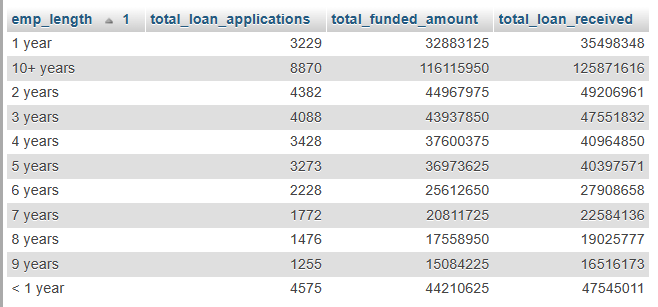 emp_length 1 total_loan_applications total_funded_amount total_loan_received
1 year 3229 32883125 35498348
10+ years 8870 116115950 125871616
2 years 4382 44967975 49206961
3 years 4088 43937850 47551832
4 years 3428 37600375 40964850
5 years 3273 36973625 40397571
6 years 2228 25612650 27908658
7 years 1772 20811725 22584136
8 years 1476 17558950 19025777
9 years 1255 15084225 16516173
< 1 year 4575 44210625 47545011